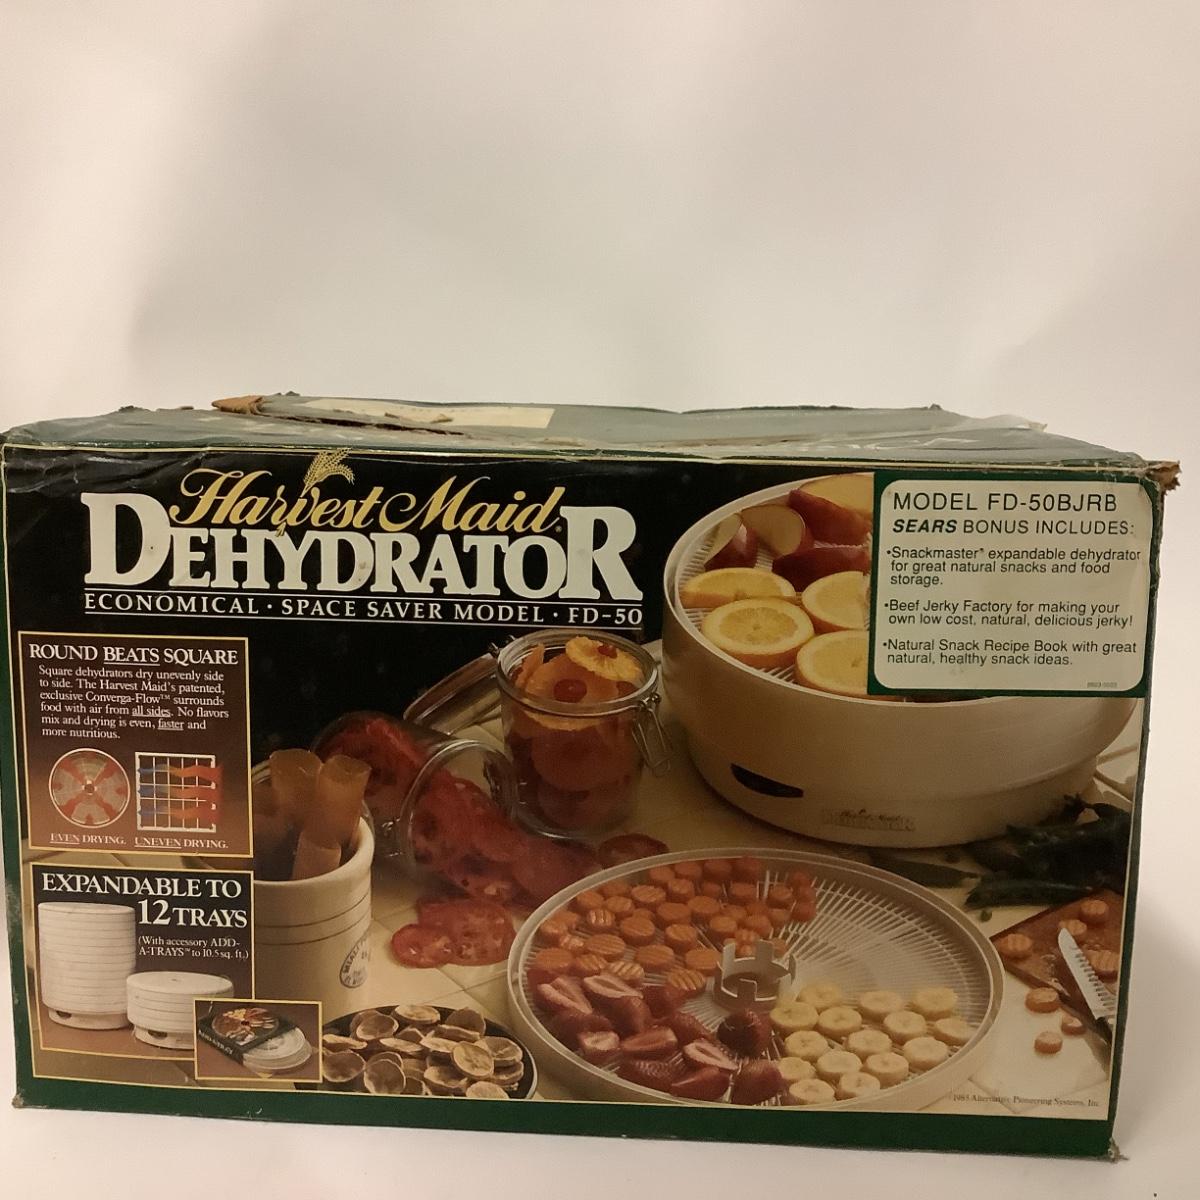 Harvest Maid®
DEHYDRATOR
ECONOMICAL · SPACE SAVER MODEL · FD-50
ROUND BEATS SQUARE
Square dehydrators dry unevenly side
to side. The Harvest Maid's patented,
exclusive Converga-Flow™ surrounds
food with air from all sides. No flavors
mix and drying is even, faster and
more nutritious.
EVEN DRYING. UNEVEN DRYING.
EXPANDABLE TO
12 TRAYS
(With accessory ADD-
A-TRAYS™ to 10.5 sq. ft.)
MODEL FD-50BJRB
SEARS BONUS INCLUDES:
•Snackmaster® expandable dehydrator
for great natural snacks and food
storage.
•Beef Jerky Factory for making your
own low cost, natural, delicious jerky!
•Natural Snack Recipe Book with great
natural, healthy snack ideas.
Harvest Maid
DEHYDRATOR
1985 Alternative Pioneering Systems, Inc.